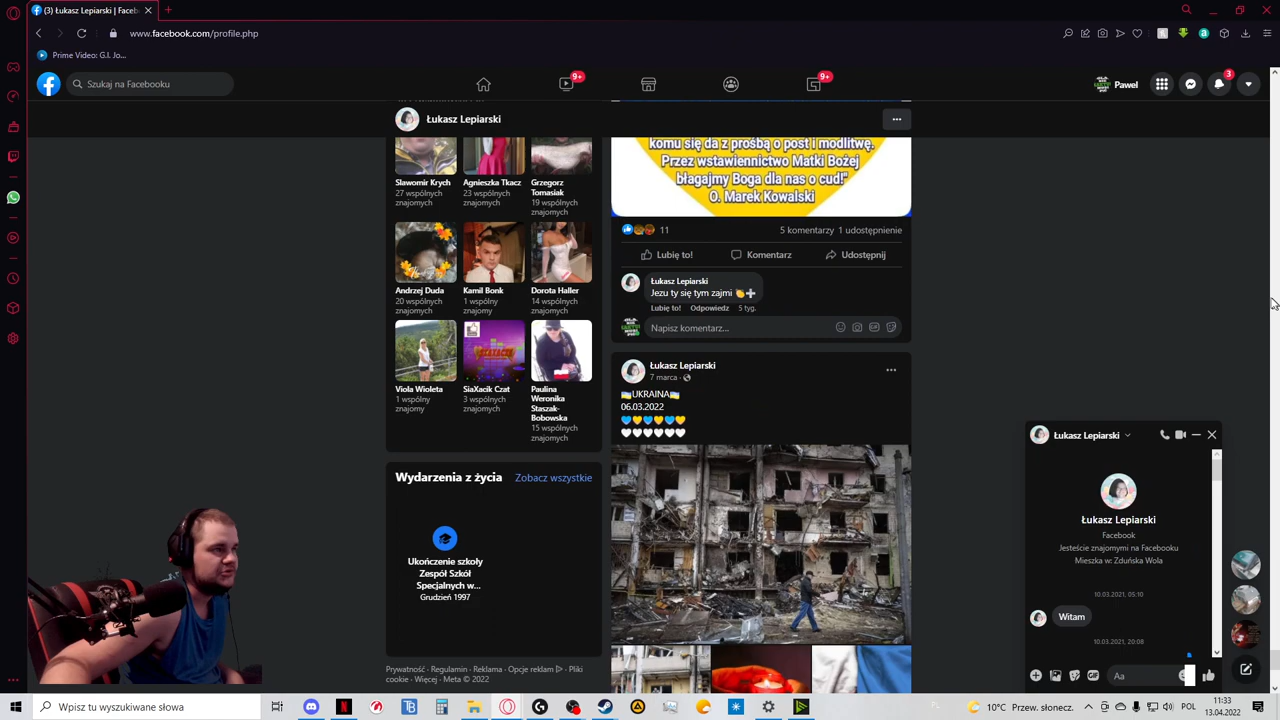 (3) Łukasz Lepiarski | Faceb
www.facebook.com/profile.php
Prime Video: G.I. Jo...
Szukaj na Facebooku
9+
9+
Pawel
3
Łukasz Lepiarski
Sławomir Krych
27 wspólnych
znajomych
Agnieszka Tkacz
23 wspólnych
znajomych
Grzegorz
Tomasiak
19 wspólnych
znajomych
Andrzej Duda
20 wspólnych
znajomych
Kamil Bonk
1 wspólny
znajomy
Dorota Haller
14 wspólnych
znajomych
Viola Wioleta
1 wspólny
znajomy
SiaXacik Czat
3 wspólnych
znajomych
Paulina
Weronika
Staszak-
Bobowska
15 wspólnych
znajomych
Wydarzenia z życia
Zobacz wszystkie
Ukończenie szkoły
Zespół Szkół
Specjalnych w...
Grudzień 1997
Prywatność · Regulamin · Reklama · Opcje reklam · Pliki
cookie · Więcej · Meta © 2022
komu się da z prośbą o post i modlitwę.
Przez wstawiennictwo Matki Bożej
błagajmy Boga dla nas o cud!"
O. Marek Kowalski
11
5 komentarzy 1 udostępnienie
Lubię to!
Komentarz
Udostępnij
Łukasz Lepiarski
Jezu ty się tym zajmi 👏➕
Lubię to! Odpowiedz 5 tyg.
Napisz komentarz...
GIF
Łukasz Lepiarski
7 marca ·
🇺🇦UKRAINA🇺🇦
06.03.2022
💙💛💙💛💙💛
🤍🤍🤍🤍🤍🤍
Łukasz Lepiarski
Łukasz Lepiarski
Facebook
Jesteście znajomymi na Facebooku
Mieszka w: Zduńska Wola
10.03.2021, 05:10
Witam
10.03.2021, 20:08
GIF
Aa
Wpisz tu wyszukiwane słowa
10°C Przew. słonecz.
11:33
13.04.2022